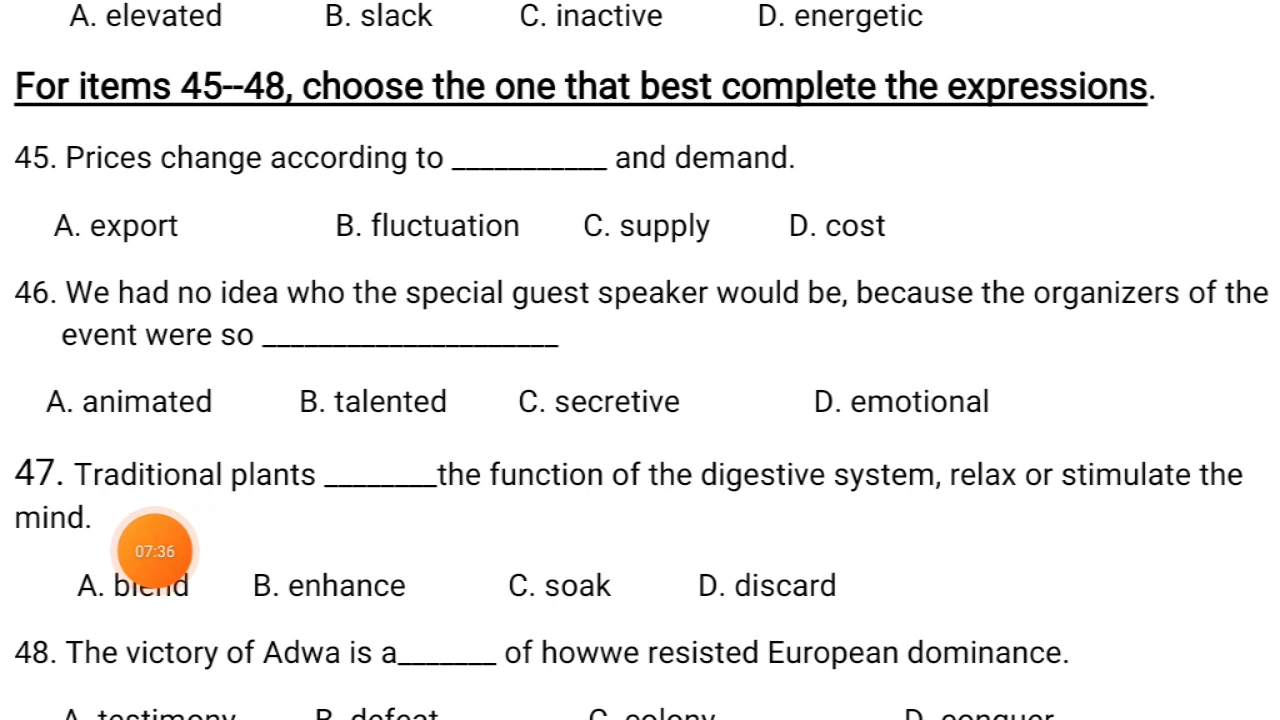 A. elevated B. slack C. inactive D. energetic
For items 45--48, choose the one that best complete the expressions.
45. Prices change according to ___________ and demand.
A. export B. fluctuation C. supply D. cost
46. We had no idea who the special guest speaker would be, because the organizers of the
event were so _____________________
A. animated B. talented C. secretive D. emotional
47. Traditional plants ________the function of the digestive system, relax or stimulate the
mind.
07:36
A. blend B. enhance C. soak D. discard
48. The victory of Adwa is a_______ of howwe resisted European dominance.
A. testimony B. defeat C. colony D. conquer